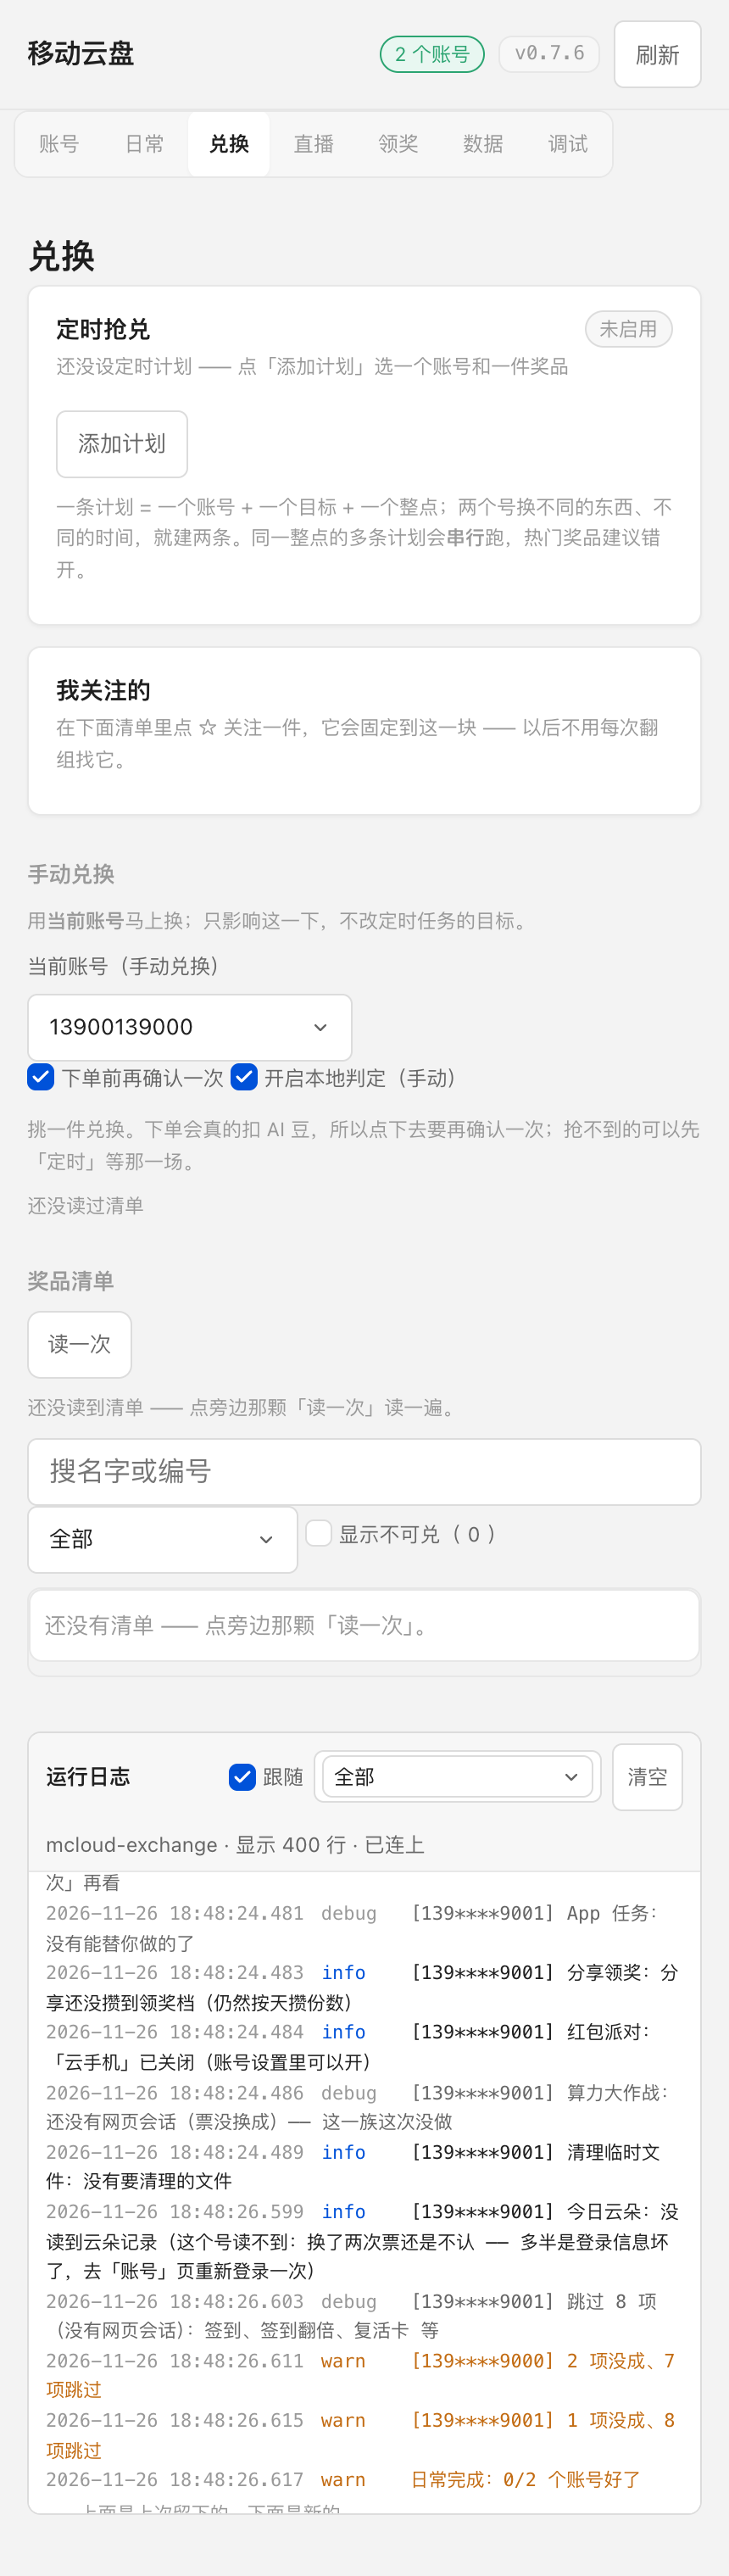 移动云盘
2 个账号
v0.7.6
刷新
账号
日常
兑换
直播
领奖
数据
调试
兑换
定时抢兑
未启用
还没设定时计划 —— 点「添加计划」选一个账号和一件奖品
添加计划
一条计划 = 一个账号 + 一个目标 + 一个整点；两个号换不同的东西、不
同的时间，就建两条。同一整点的多条计划会串行跑，热门奖品建议错
开。
我关注的
在下面清单里点 ☆ 关注一件，它会固定到这一块 —— 以后不用每次翻
组找它。
手动兑换
用当前账号马上换；只影响这一下，不改定时任务的目标。
当前账号（手动兑换）
13900139000
下单前再确认一次
开启本地判定（手动）
挑一件兑换。下单会真的扣 AI 豆，所以点下去要再确认一次；抢不到的可以先
「定时」等那一场。
还没读过清单
奖品清单
读一次
还没读到清单 —— 点旁边那颗「读一次」读一遍。
搜名字或编号
全部
显示不可兑（ 0 ）
还没有清单 —— 点旁边那颗「读一次」。
运行日志
跟随
全部
清空
mcloud-exchange · 显示 400 行 · 已连上
次」再看
2026-11-26 18:48:24.481 debug [139****9001] App 任务：
没有能替你做的了
2026-11-26 18:48:24.483 info [139****9001] 分享领奖：分
享还没攒到领奖档（仍然按天攒份数）
2026-11-26 18:48:24.484 info [139****9001] 红包派对：
「云手机」已关闭（账号设置里可以开）
2026-11-26 18:48:24.486 debug [139****9001] 算力大作战：
还没有网页会话（票没换成）—— 这一族这次没做
2026-11-26 18:48:24.489 info [139****9001] 清理临时文
件：没有要清理的文件
2026-11-26 18:48:26.599 info [139****9001] 今日云朵：没
读到云朵记录（这个号读不到：换了两次票还是不认 —— 多半是登录信息坏
了，去「账号」页重新登录一次）
2026-11-26 18:48:26.603 debug [139****9001] 跳过 8 项
（没有网页会话）：签到、签到翻倍、复活卡 等
2026-11-26 18:48:26.611 warn [139****9000] 2 项没成、7
项跳过
2026-11-26 18:48:26.615 warn [139****9001] 1 项没成、8
项跳过
2026-11-26 18:48:26.617 warn 日常完成：0/2 个账号好了
上面是上次留下的，下面是新的